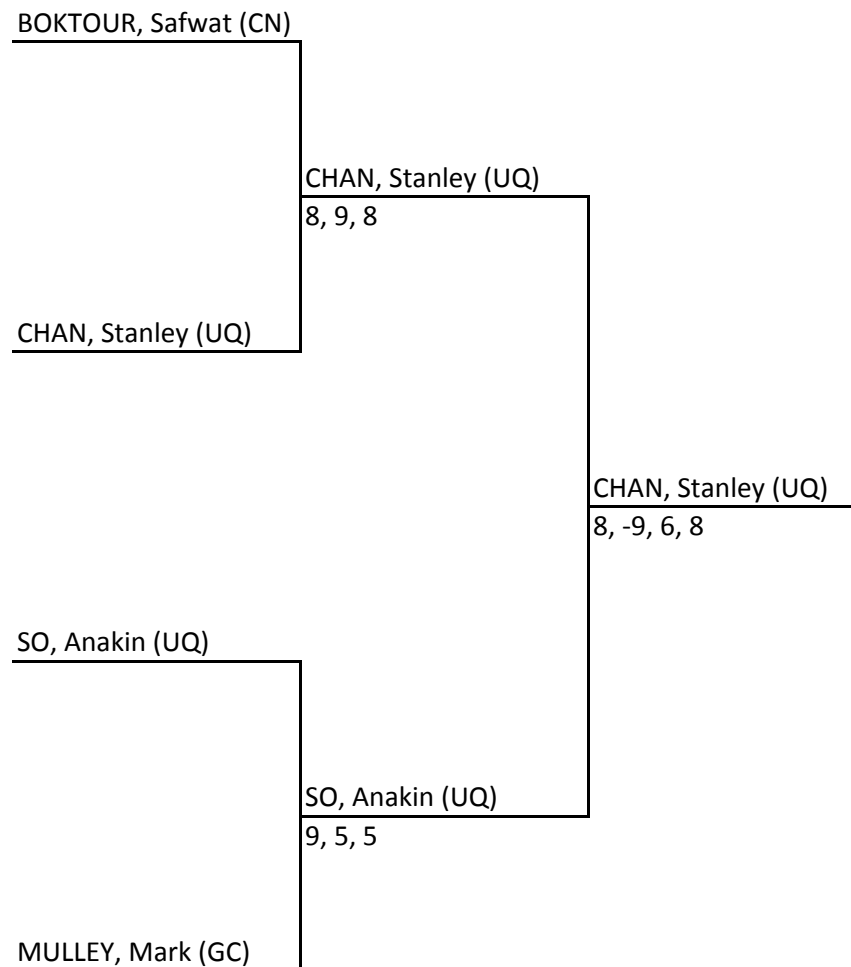 BOKTOUR, Safwat (CN)
CHAN, Stanley (UQ)
8, 9, 8
CHAN, Stanley (UQ)
CHAN, Stanley (UQ)
8, -9, 6, 8
SO, Anakin (UQ)
SO, Anakin (UQ)
9, 5, 5
MULLEY, Mark (GC)